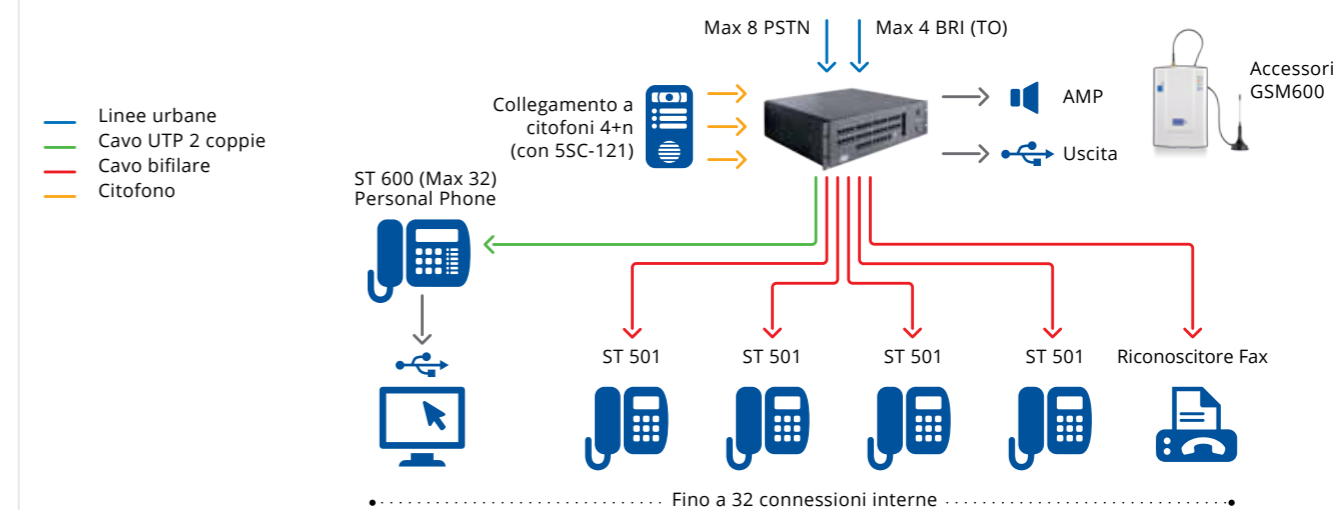 Max 8 PSTN
Max 4 BRI (TO)
Accessori
GSM600
Linee urbane
Cavo UTP 2 coppie
Cavo bifilare
Citofono
Collegamento a
citofoni 4+n
(con 5SC-121)
AMP
Uscita
ST 600 (Max 32)
Personal Phone
ST 501
ST 501
ST 501
ST 501
Riconoscitore Fax
Fino a 32 connessioni interne